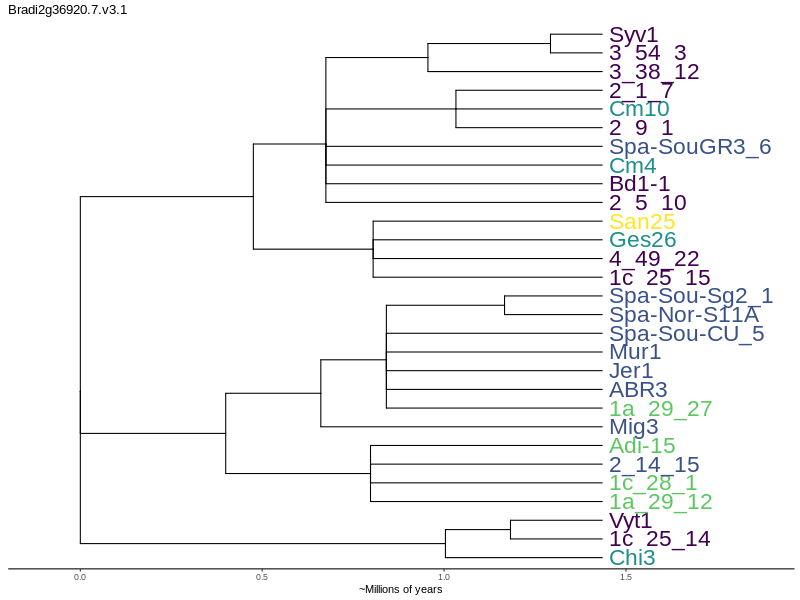 Bradi2g36920.7.v3.1
Syv1
3_54_3
3_38_12
2_1_7
Cm10
2_9_1
Spa-SouGR3_6
Cm4
Bd1-1
2_5_10
San25
Ges26
4_49_22
1c_25_15
Spa-Sou-Sg2_1
Spa-Nor-S11A
Spa-Sou-CU_5
Mur1
Jer1
ABR3
1a_29_27
Mig3
Adi-15
2_14_15
1c_28_1
1a_29_12
Vyt1
1c_25_14
Chi3
0.0 0.5 1.0 1.5
~Millions of years